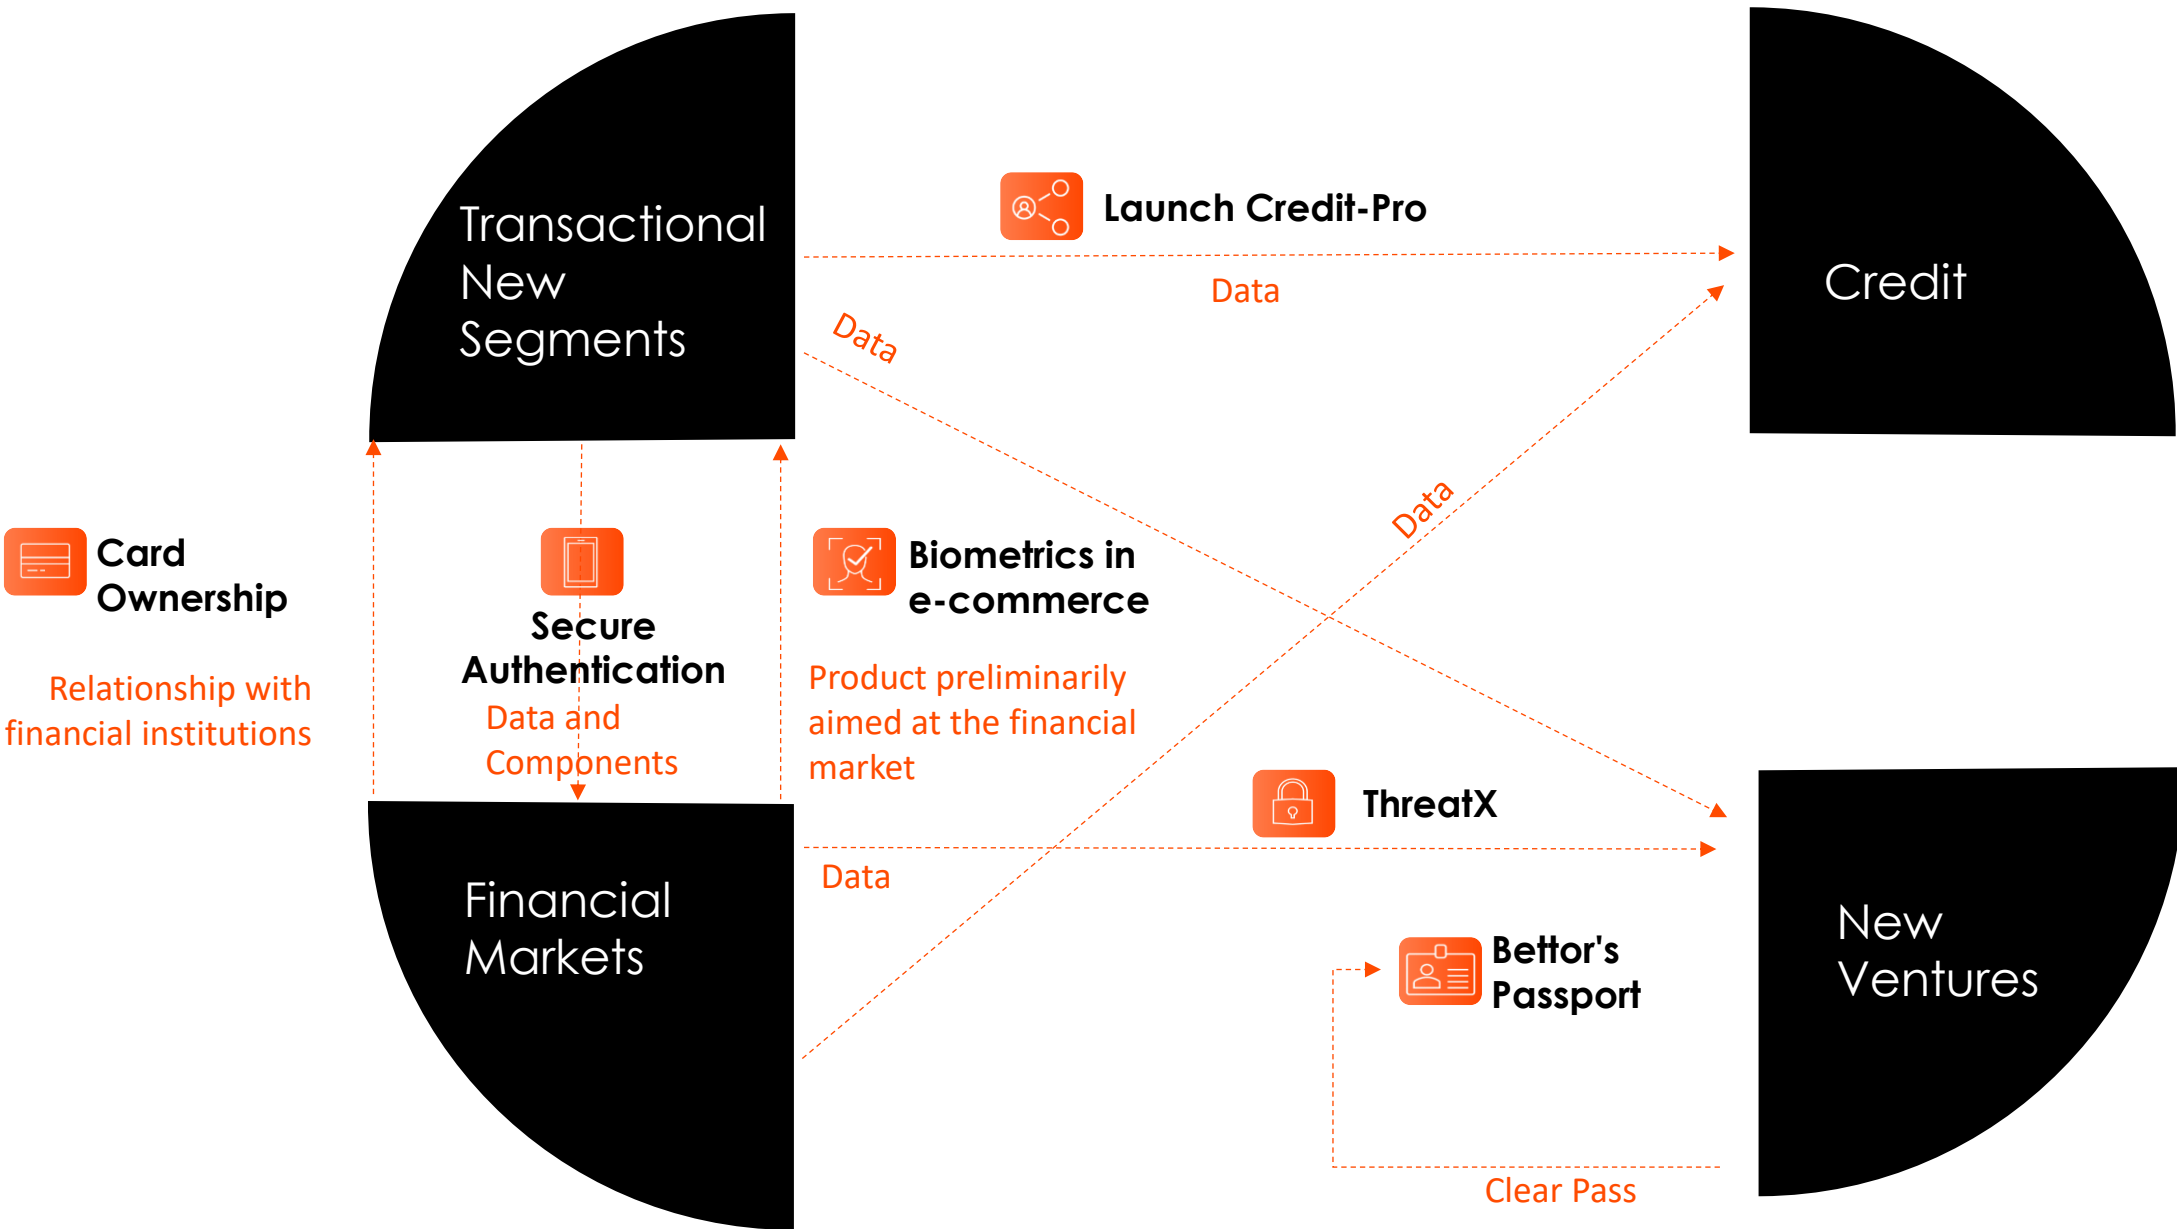 Transactional
New
Segments
Launch Credit-Pro
Data
Credit
Data
Data
Card
Ownership
Relationship with
financial institutions
Secure
Authentication
Data and
Components
Biometrics in
e-commerce
Product preliminarily
aimed at the financial
market
ThreatX
Data
Financial
Markets
Bettor's
Passport
New
Ventures
Clear Pass